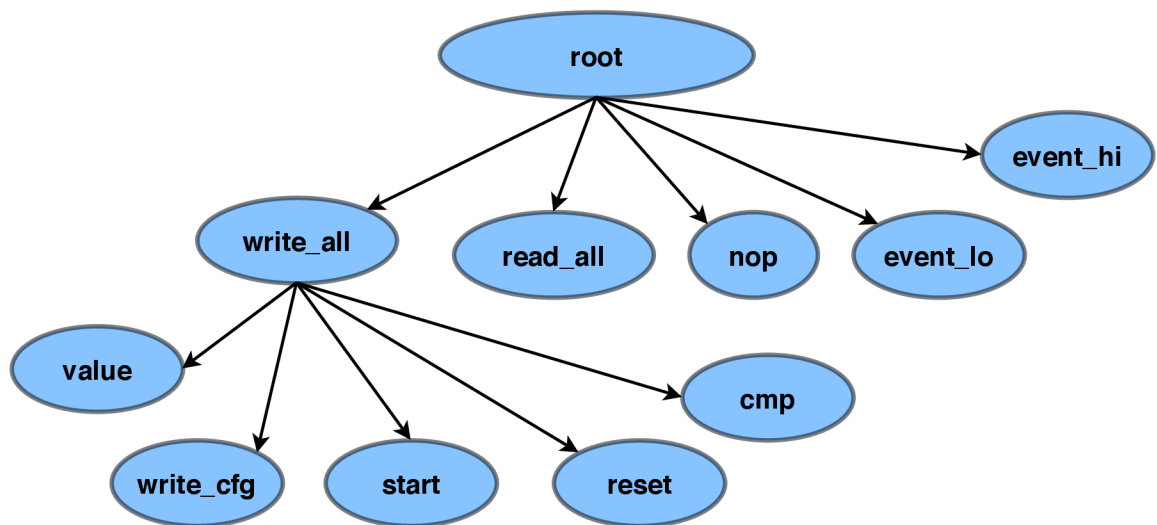 root
event_hi
write_all
read_all
nop
event_lo
value
cmp
write_cfg
start
reset